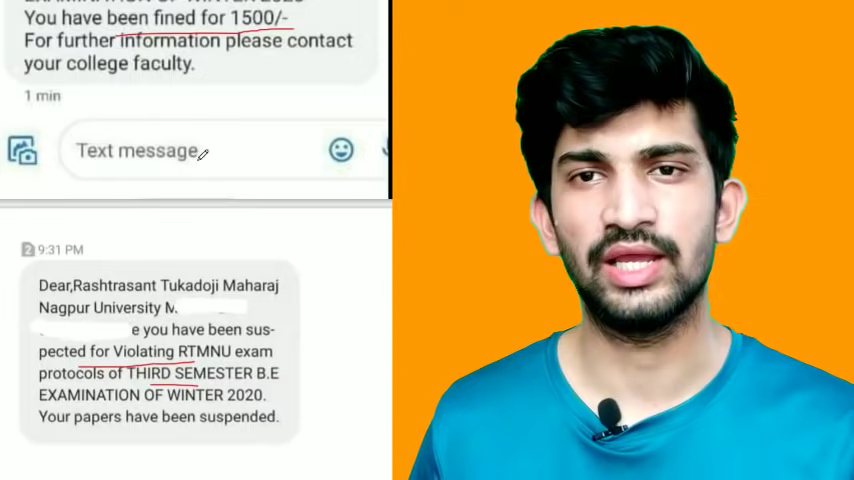 You have been fined for 1500/-
For further information please contact
your college faculty.
1 min
Text message
2 9:31 PM
Dear,Rashtrasant Tukadoji Maharaj
Nagpur University
e you have been sus-
pected for Violating RTMNU exam
protocols of THIRD SEMESTER B.E
EXAMINATION OF WINTER 2020.
Your papers have been suspended.